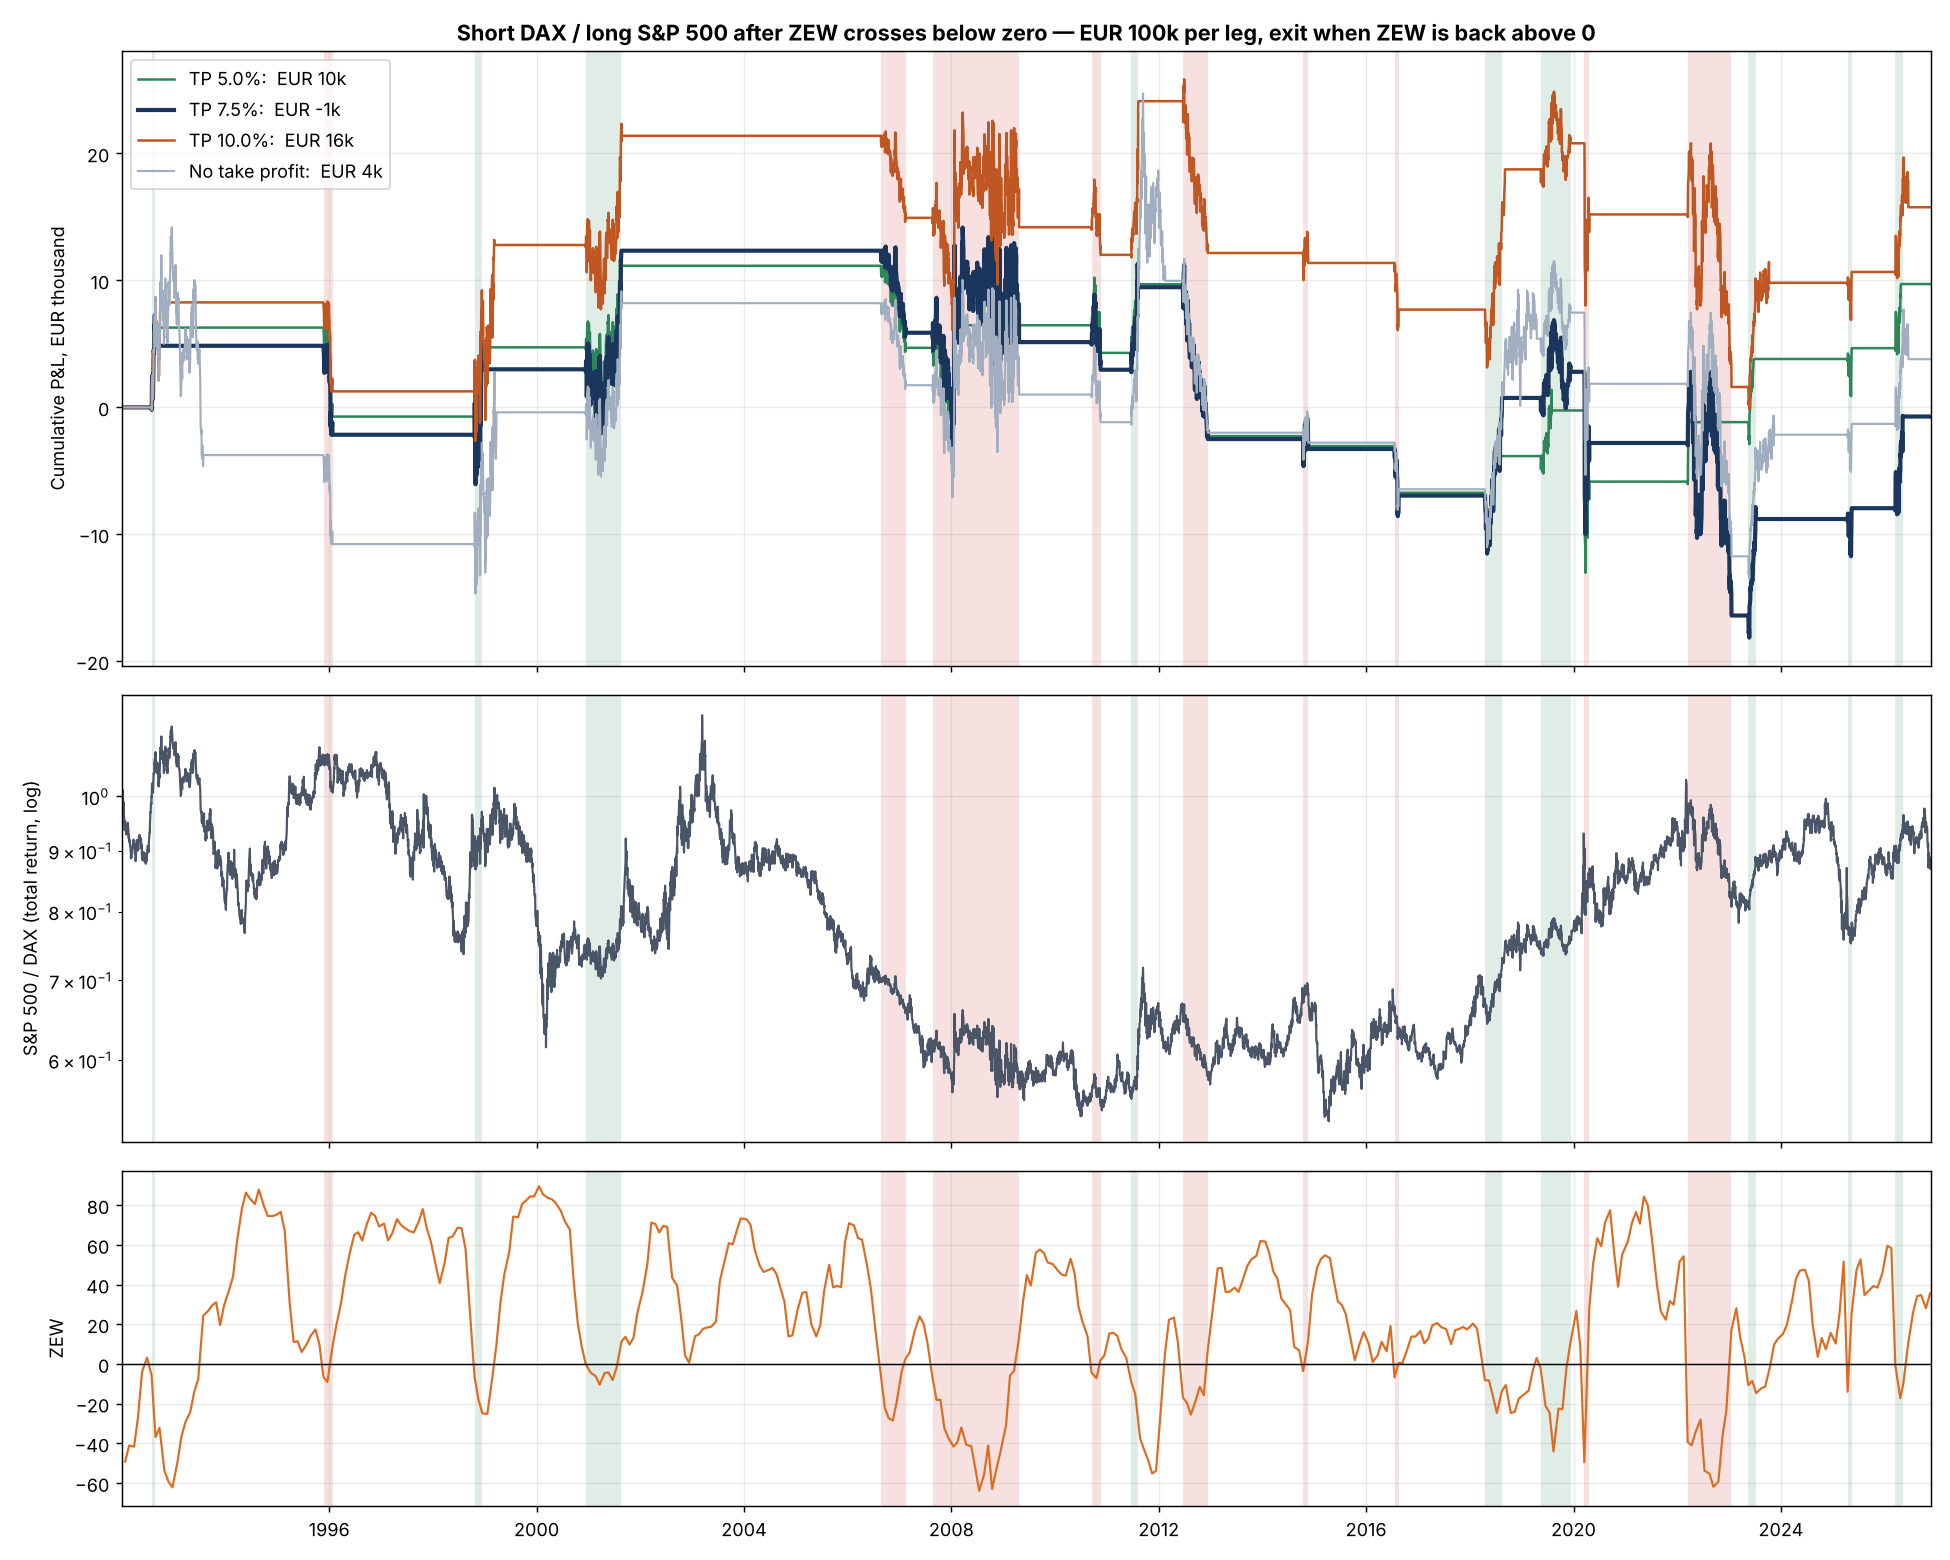 Short DAX / long S&P 500 after ZEW crosses below zero — EUR 100k per leg, exit when ZEW is back above 0
TP 5.0%:  EUR 10k
TP 7.5%:  EUR -1k
TP 10.0%:  EUR 16k
No take profit:  EUR 4k
Cumulative P&L, EUR thousand
20
10
0
−10
−20
S&P 500 / DAX (total return, log)
10⁰
9 × 10⁻¹
8 × 10⁻¹
7 × 10⁻¹
6 × 10⁻¹
ZEW
80
60
40
20
0
−20
−40
−60
1996 2000 2004 2008 2012 2016 2020 2024